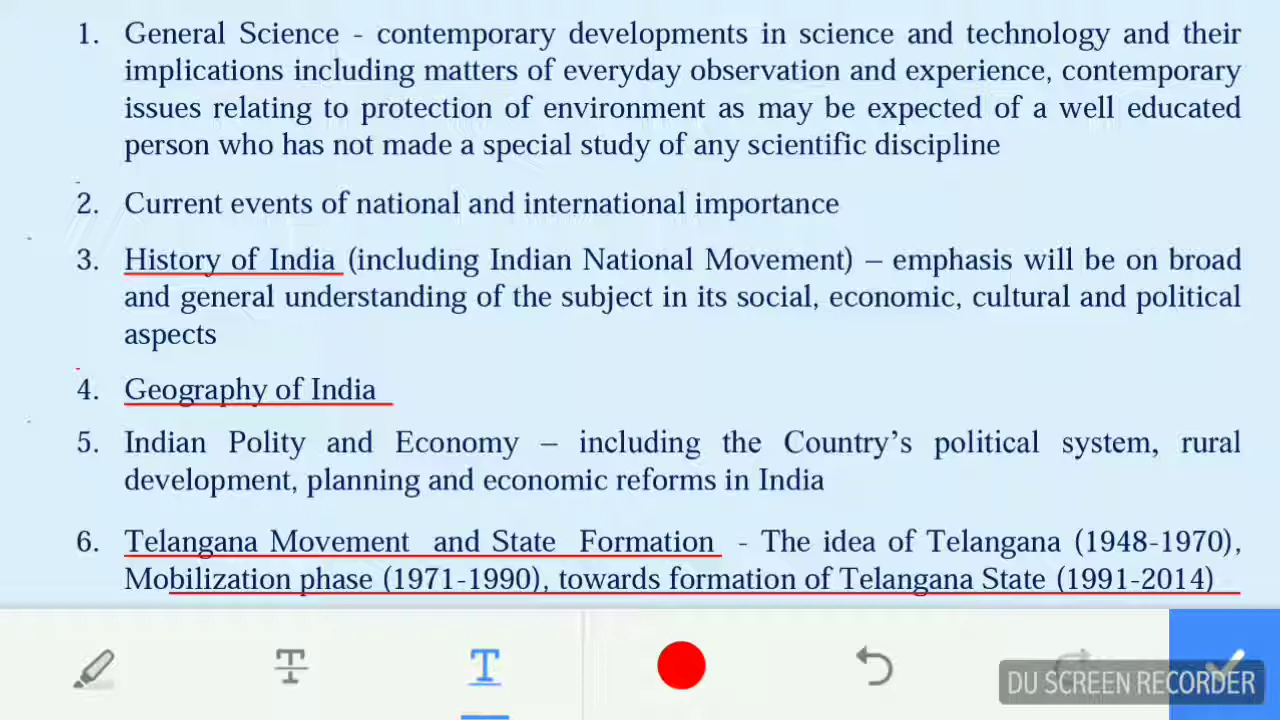 1. General Science - contemporary developments in science and technology and their
implications including matters of everyday observation and experience, contemporary
issues relating to protection of environment as may be expected of a well educated
person who has not made a special study of any scientific discipline
2. Current events of national and international importance
3. History of India (including Indian National Movement) – emphasis will be on broad
and general understanding of the subject in its social, economic, cultural and political
aspects
4. Geography of India
5. Indian Polity and Economy – including the Country's political system, rural
development, planning and economic reforms in India
6. Telangana Movement and State Formation - The idea of Telangana (1948-1970),
Mobilization phase (1971-1990), towards formation of Telangana State (1991-2014)
T T
DU SCREEN RECORDER